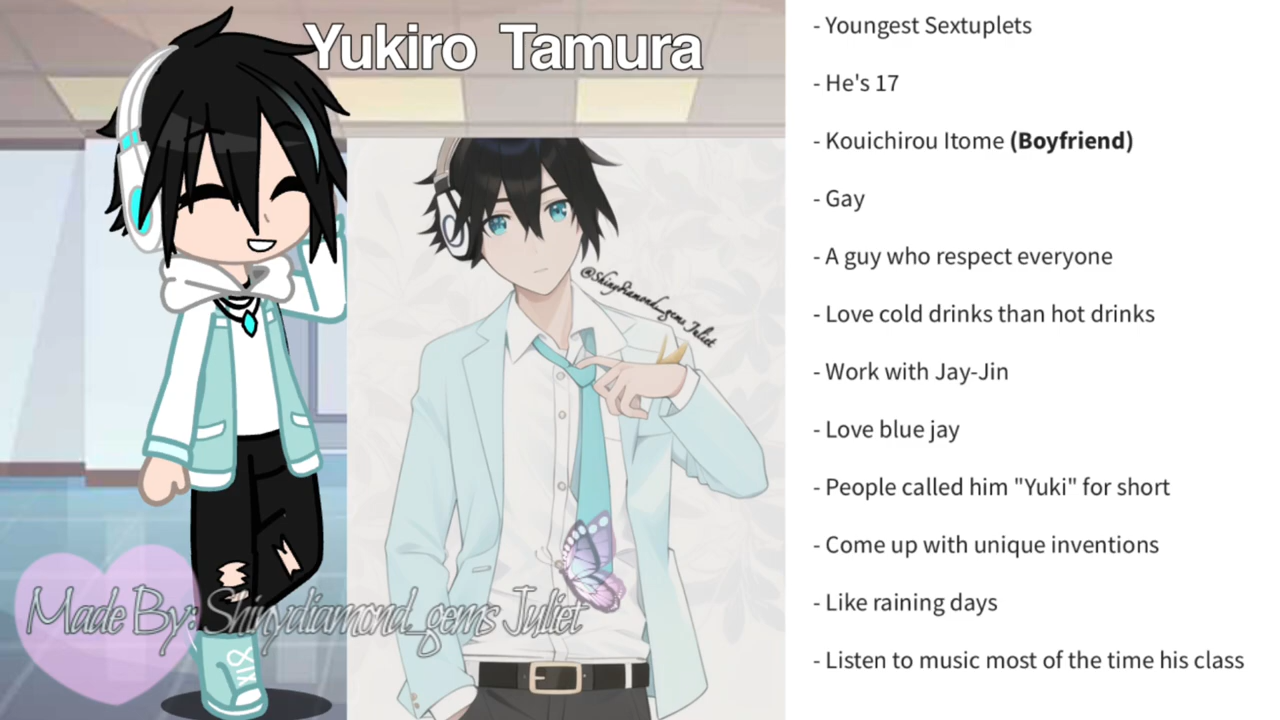 Yukiro Tamura
@Shinydiamond_gems Juliet
Made By: Shinydiamond_gems Juliet
- Youngest Sextuplets
- He's 17
- Kouichirou Itome (Boyfriend)
- Gay
- A guy who respect everyone
- Love cold drinks than hot drinks
- Work with Jay-Jin
- Love blue jay
- People called him "Yuki" for short
- Come up with unique inventions
- Like raining days
- Listen to music most of the time his class